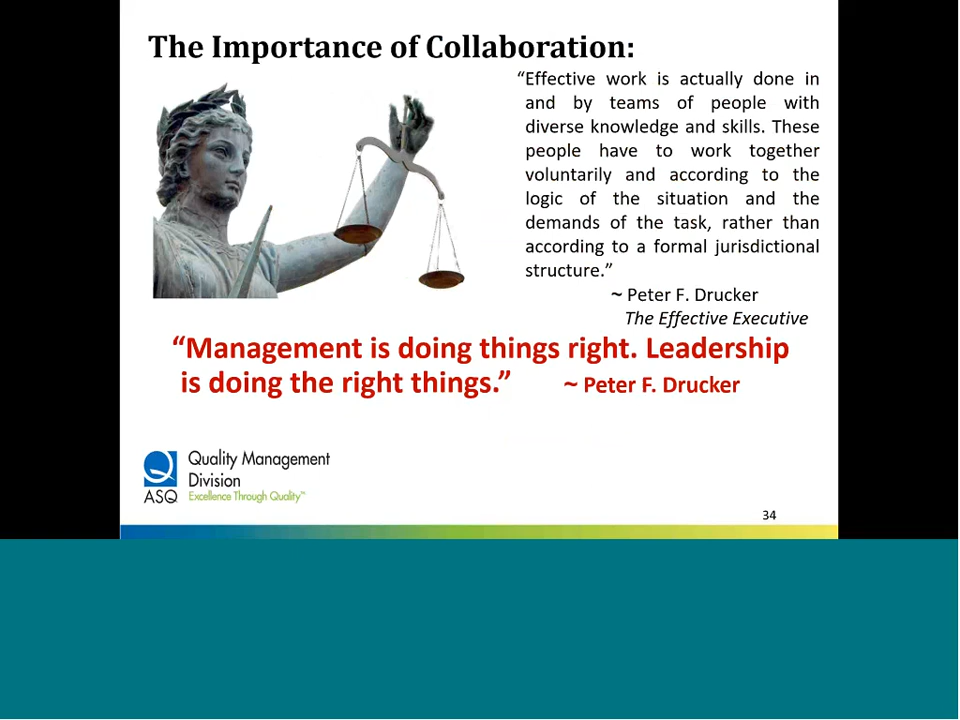 The Importance of Collaboration:
“Effective work is actually done in
and by teams of people with
diverse knowledge and skills. These
people have to work together
voluntarily and according to the
logic of the situation and the
demands of the task, rather than
according to a formal jurisdictional
structure.”
~ Peter F. Drucker
The Effective Executive
“Management is doing things right. Leadership
is doing the right things.” ~ Peter F. Drucker
Quality Management
Division
ASQ Excellence Through Quality™
34